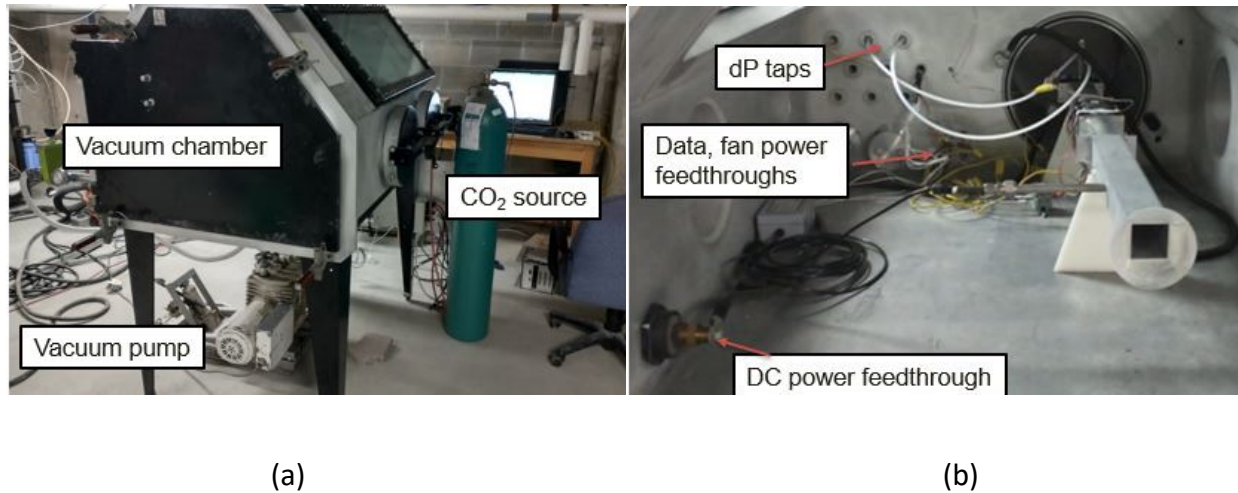 Vacuum chamber
CO₂ source
Vacuum pump
dP taps
Data, fan power
feedthroughs
DC power feedthrough
(a)
(b)